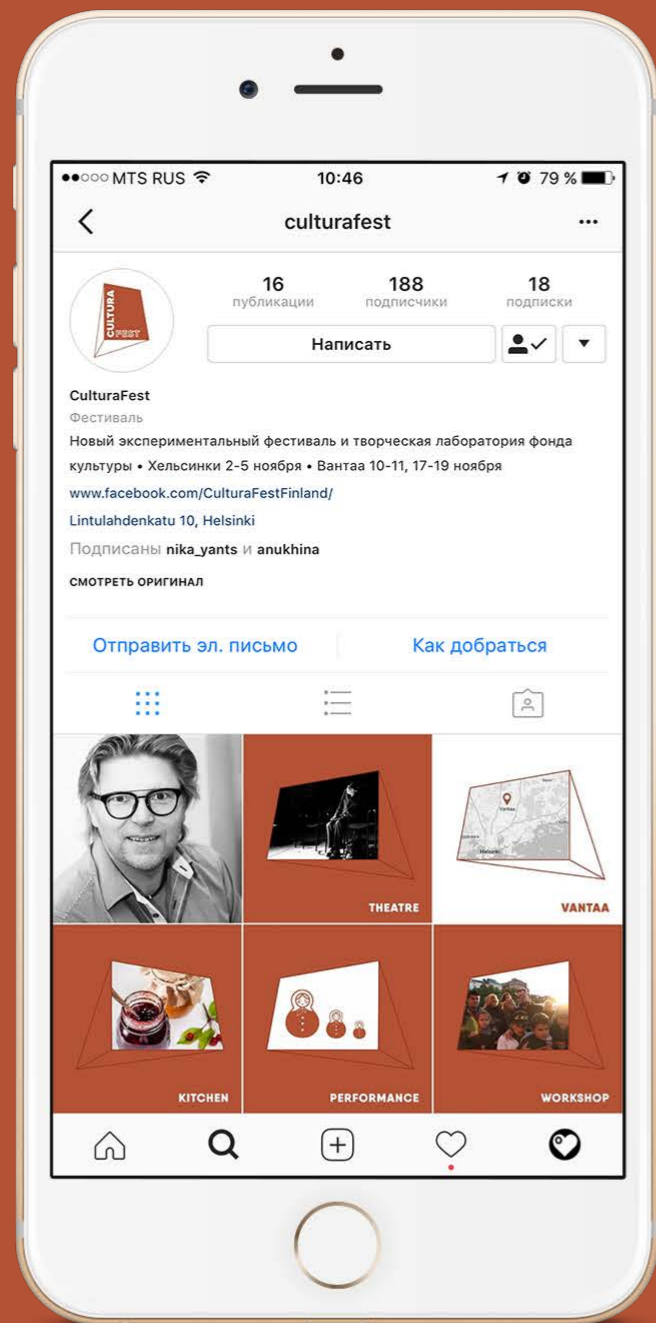 MTS RUS 10:46 79 %
culturafest
CULTURA
FEST
16 188 18
публикации подписчики подписки
Написать
CulturaFest
Фестиваль
Новый экспериментальный фестиваль и творческая лаборатория фонда
культуры • Хельсинки 2-5 ноября • Вантаа 10-11, 17-19 ноября
www.facebook.com/CulturaFestFinland/
Lintulahdenkatu 10, Helsinki
Подписаны nika_yants и anukhina
СМОТРЕТЬ ОРИГИНАЛ
Отправить эл. письмо Как добраться
Vantaa
Helsinki
THEATRE VANTAA
KITCHEN PERFORMANCE WORKSHOP